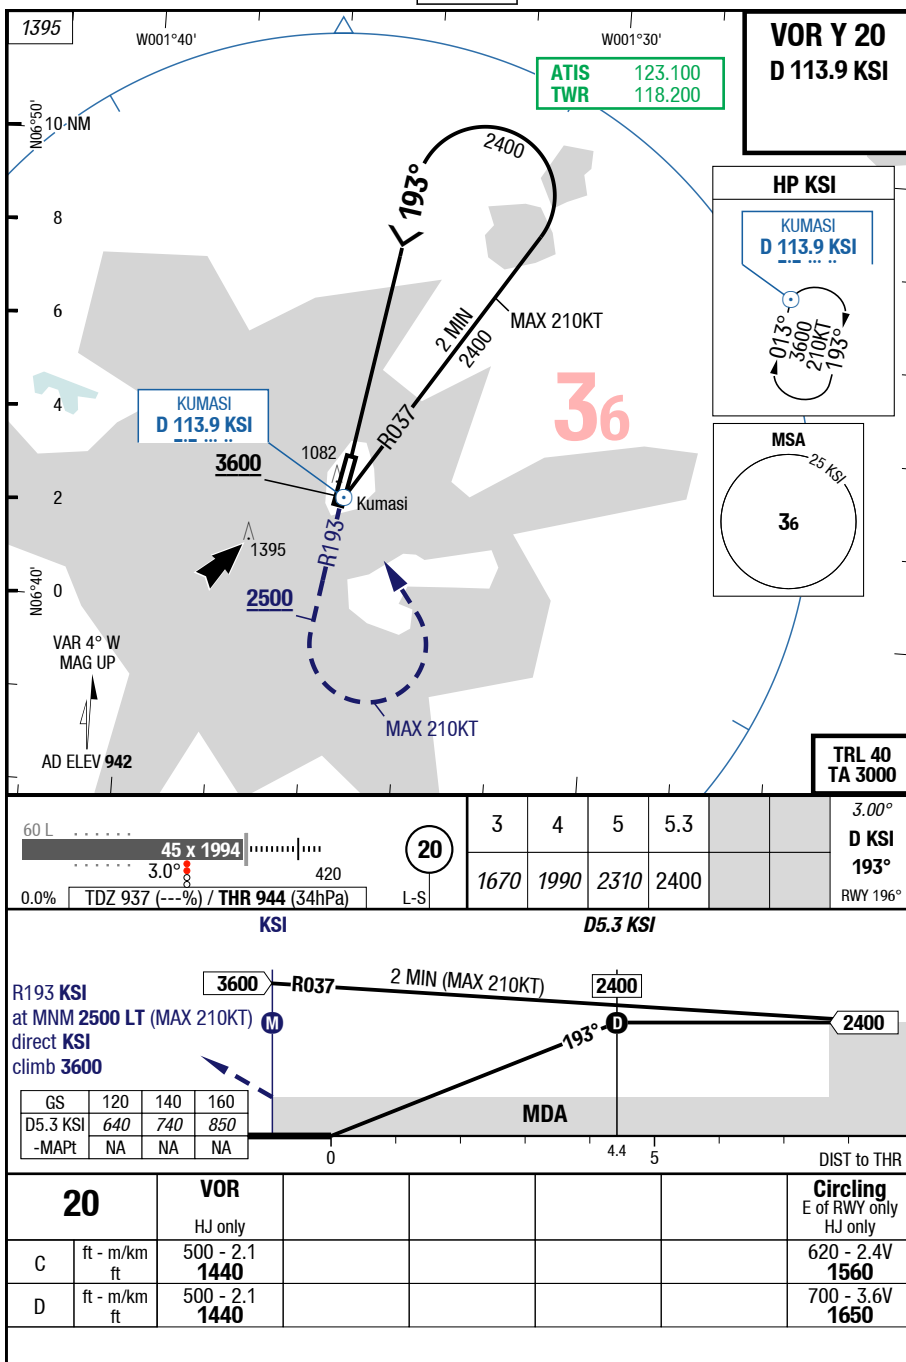 1395
W001°40'
W001°30'
VOR Y 20
D 113.9 KSI
ATIS 123.100
TWR 118.200
N06°50'
10 NM
8
6
4
2
0
N06°40'
2400
193°
MAX 210KT
2 MIN
2400
R037
36
KUMASI
D 113.9 KSI
3600
1082
Kumasi
R193
1395
2500
MAX 210KT
VAR 4° W
MAG UP
AD ELEV 942
HP KSI
KUMASI
D 113.9 KSI
013°
3600
210KT
193°
MSA
25 KSI
36
TRL 40
TA 3000
60 L
45 x 1994
3.0°
420
0.0%
TDZ 937 (---%) / THR 944 (34hPa)
20
L-S
3 4 5 5.3
1670 1990 2310 2400
3.00°
D KSI
193°
RWY 196°
KSI
D5.3 KSI
3600
R037
2 MIN (MAX 210KT)
2400
R193 KSI
at MNM 2500 LT (MAX 210KT)
direct KSI
climb 3600
M
193°
D
2400
GS 120 140 160
D5.3 KSI 640 740 850
-MAPt NA NA NA
MDA
0
4.4
5
DIST to THR
20
VOR
HJ only
Circling
E of RWY only
HJ only
C
ft - m/km
ft
500 - 2.1
1440
620 - 2.4V
1560
D
ft - m/km
ft
500 - 2.1
1440
700 - 3.6V
1650